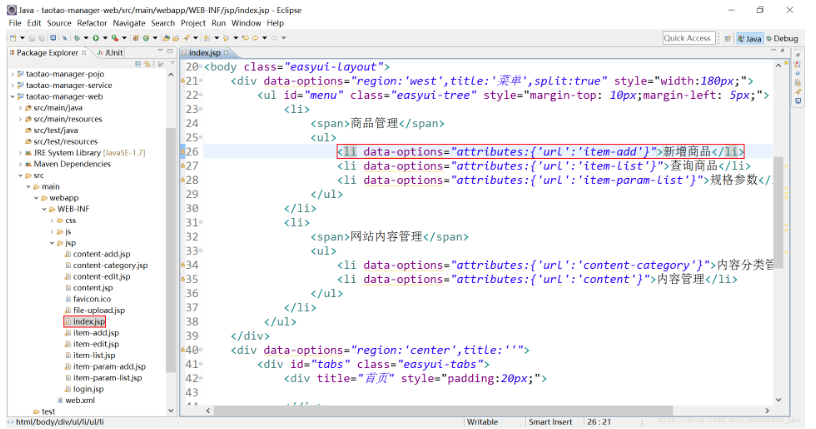 Java - taotao-manager-web/src/main/webapp/WEB-INF/jsp/index.jsp - Eclipse
File Edit Source Refactor Navigate Search Project Run Window Help
Quick Access Java Debug
Package Explorer JUnit
taotao-manager-pojo
taotao-manager-service
taotao-manager-web
src/main/java
src/main/resources
src/test/java
src/test/resources
JRE System Library [JavaSE-1.7]
Maven Dependencies
src
main
webapp
WEB-INF
css
js
jsp
content-add.jsp
content-category.jsp
content-edit.jsp
content.jsp
favicon.ico
file-upload.jsp
index.jsp
item-add.jsp
item-edit.jsp
item-list.jsp
item-param-add.jsp
item-param-list.jsp
login.jsp
web.xml
test
index.jsp
20 <body class="easyui-layout">
21 <div data-options="region:'west',title:'菜单',split:true" style="width:180px;">
22 <ul id="menu" class="easyui-tree" style="margin-top: 10px;margin-left: 5px;">
23 <li>
24 <span>商品管理</span>
25 <ul>
26 <li data-options="attributes:{'url':'item-add'}">新增商品</li>
27 <li data-options="attributes:{'url':'item-list'}">查询商品</li>
28 <li data-options="attributes:{'url':'item-param-list'}">规格参数</
29 </ul>
30 </li>
31 <li>
32 <span>网站内容管理</span>
33 <ul>
34 <li data-options="attributes:{'url':'content-category'}">内容分类管
35 <li data-options="attributes:{'url':'content'}">内容管理</li>
36 </ul>
37 </li>
38 </ul>
39 </div>
40 <div data-options="region:'center',title:''">
41 <div id="tabs" class="easyui-tabs">
42 <div title="首页" style="padding:20px;">
43
html/body/div/ul/li/ul/li Writable Smart Insert 26 : 21